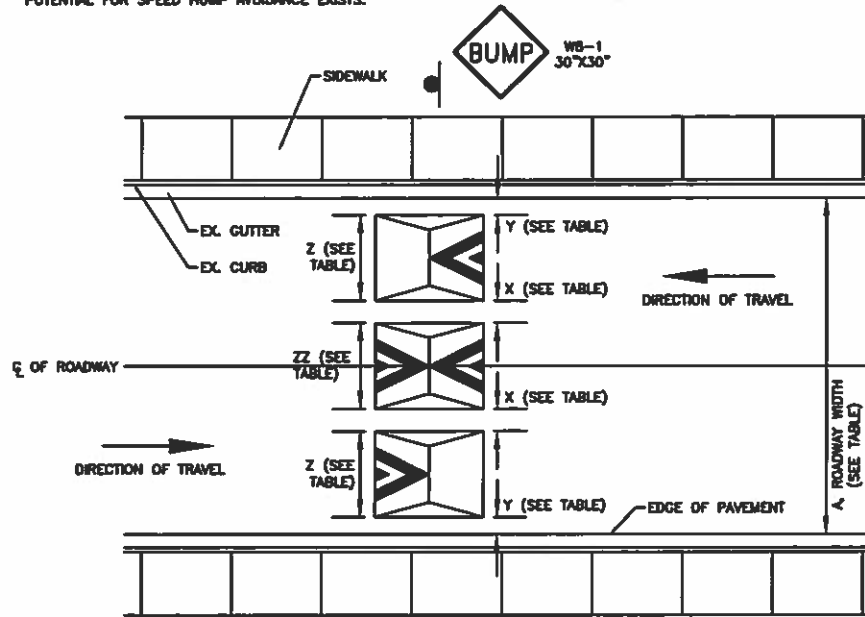 POTENTIAL FOR SPEED HUMP AVOIDANCE EXISTS.
BUMP
W8-1
30"X30"
SIDEWALK
EX. GUTTER
EX. CURB
Z (SEE
TABLE)
Y (SEE TABLE)
X (SEE TABLE)
DIRECTION OF TRAVEL
℄ OF ROADWAY
ZZ (SEE
TABLE)
X (SEE TABLE)
A, ROADWAY WIDTH
(SEE TABLE)
DIRECTION OF TRAVEL
Z (SEE
TABLE)
Y (SEE TABLE)
EDGE OF PAVEMENT